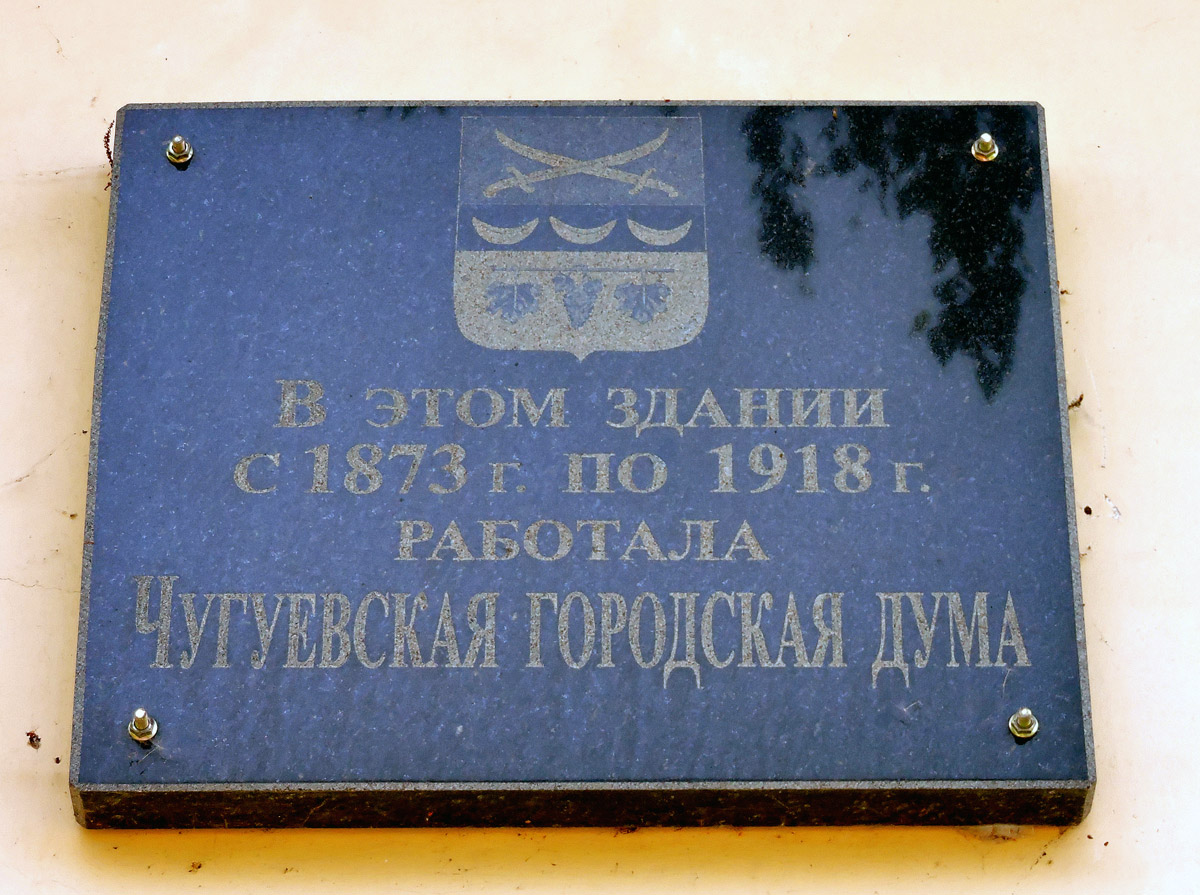 В этом здании
с 1873 г. по 1918 г.
работала
Чугуевская городская дума